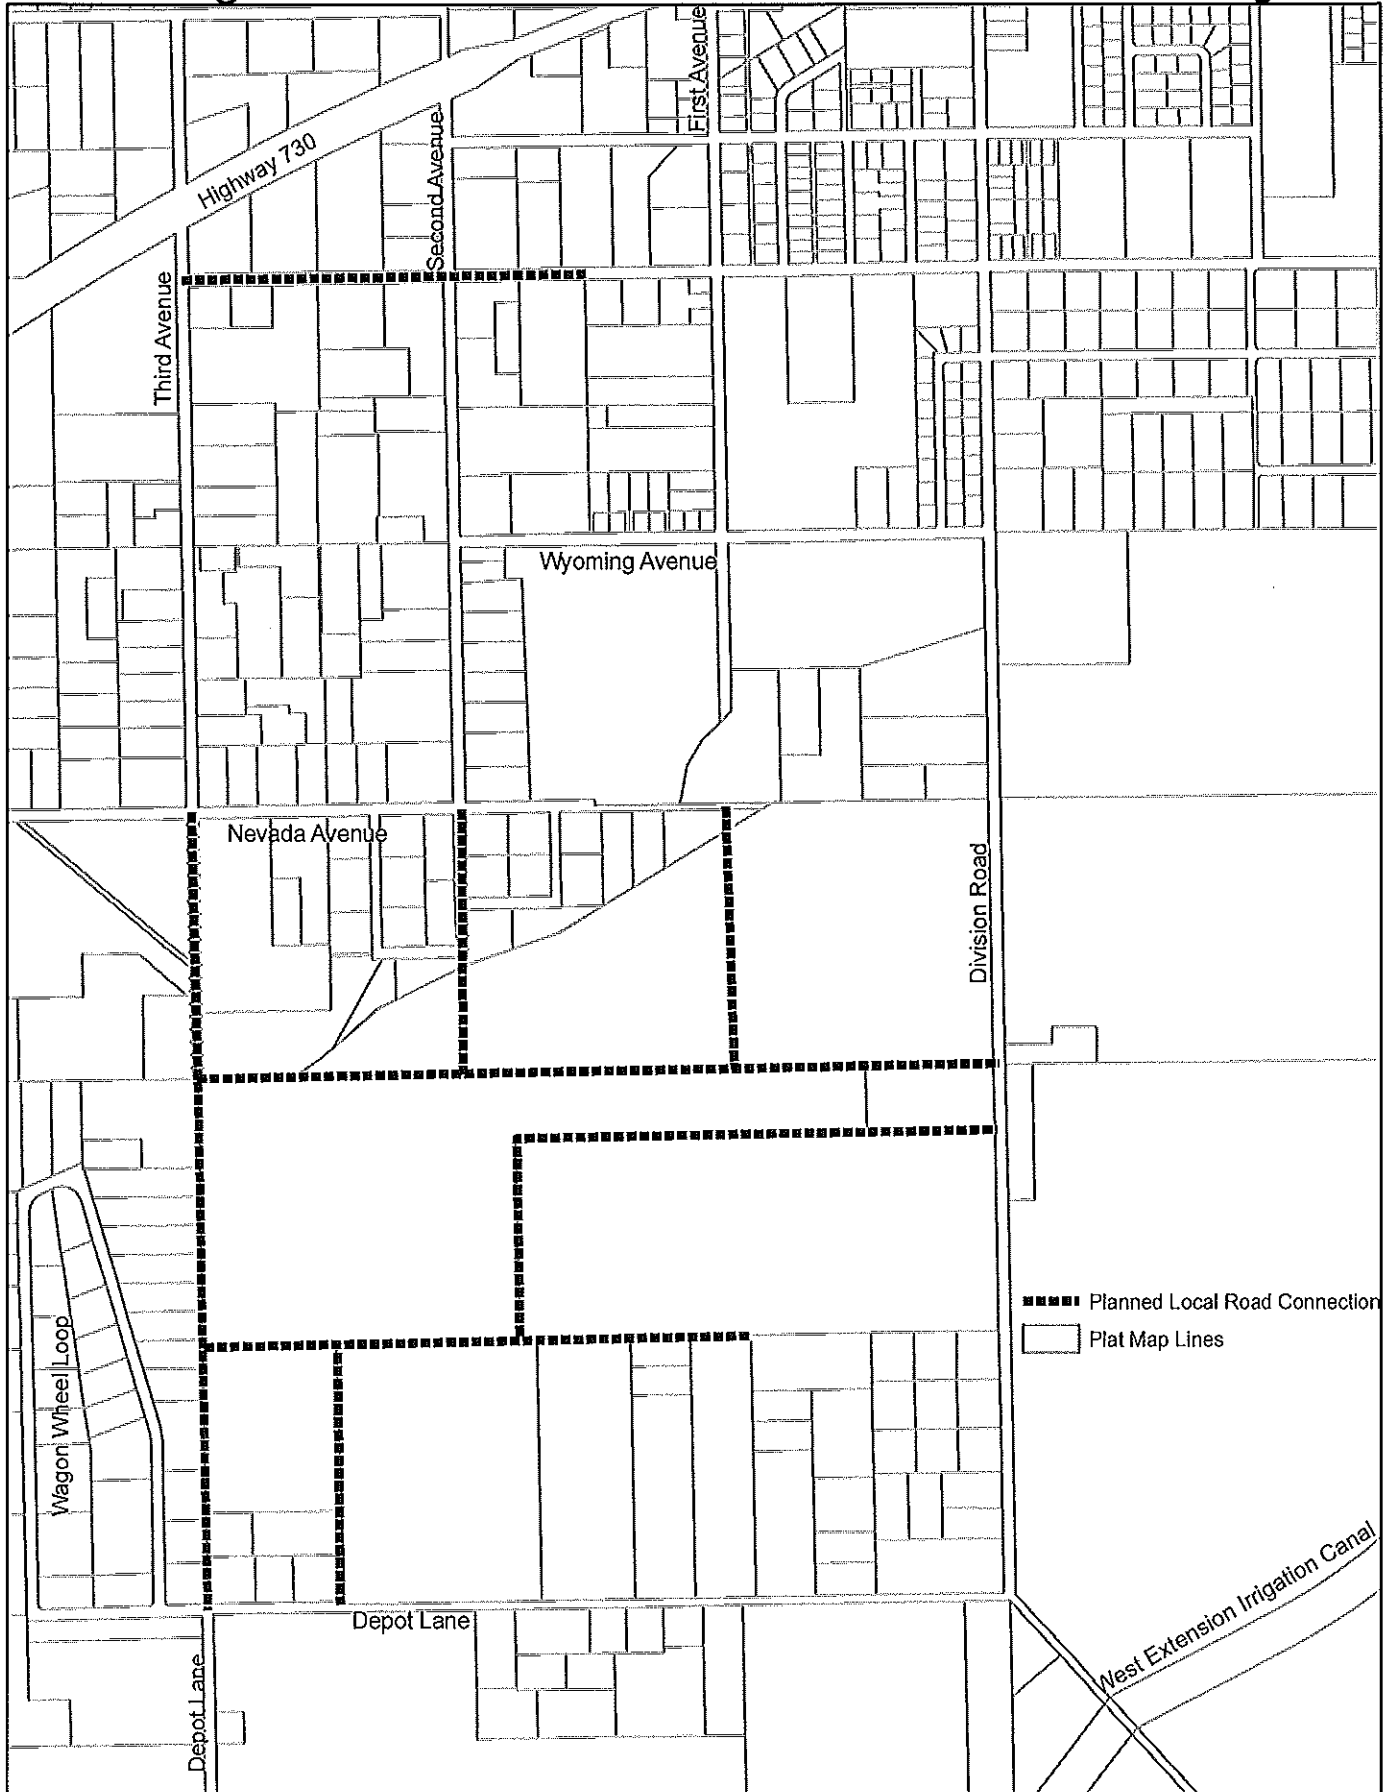 First Avenue
Highway 730
Second Avenue
Third Avenue
Wyoming Avenue
Nevada Avenue
Division Road
Planned Local Road Connection
Plat Map Lines
Wagon Wheel Loop
West Extension Irrigation Canal
Depot Lane
Depot Lane